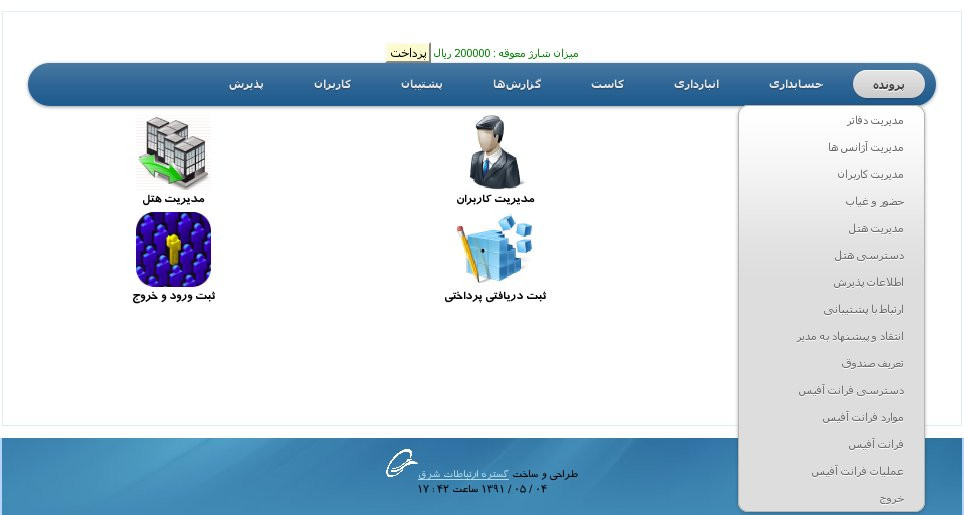 میزان شارژ معوقه : 200000 ریال پرداخت
پرونده حسابداری انبارداری کاست گزارش‌ها پشتیبان کاربران پذیرش
مدیریت دفاتر
مدیریت آژانس ها
مدیریت کاربران
حضور و غیاب
مدیریت هتل
دسترسی هتل
اطلاعات پذیرش
ارتباط با پشتیبانی
انتقاد و پیشنهاد به مدیر
تعریف صندوق
دسترسی فرانت آفیس
موارد فرانت آفیس
فرانت آفیس
عملیات فرانت آفیس
خروج
مدیریت کاربران
مدیریت هتل
ثبت دریافتی پرداختی
ثبت ورود و خروج
طراحی و ساخت گستره ارتباطات شرق
۱۳۹۱ / ۰۵ / ۰۴ ساعت ۴۲ : ۱۷